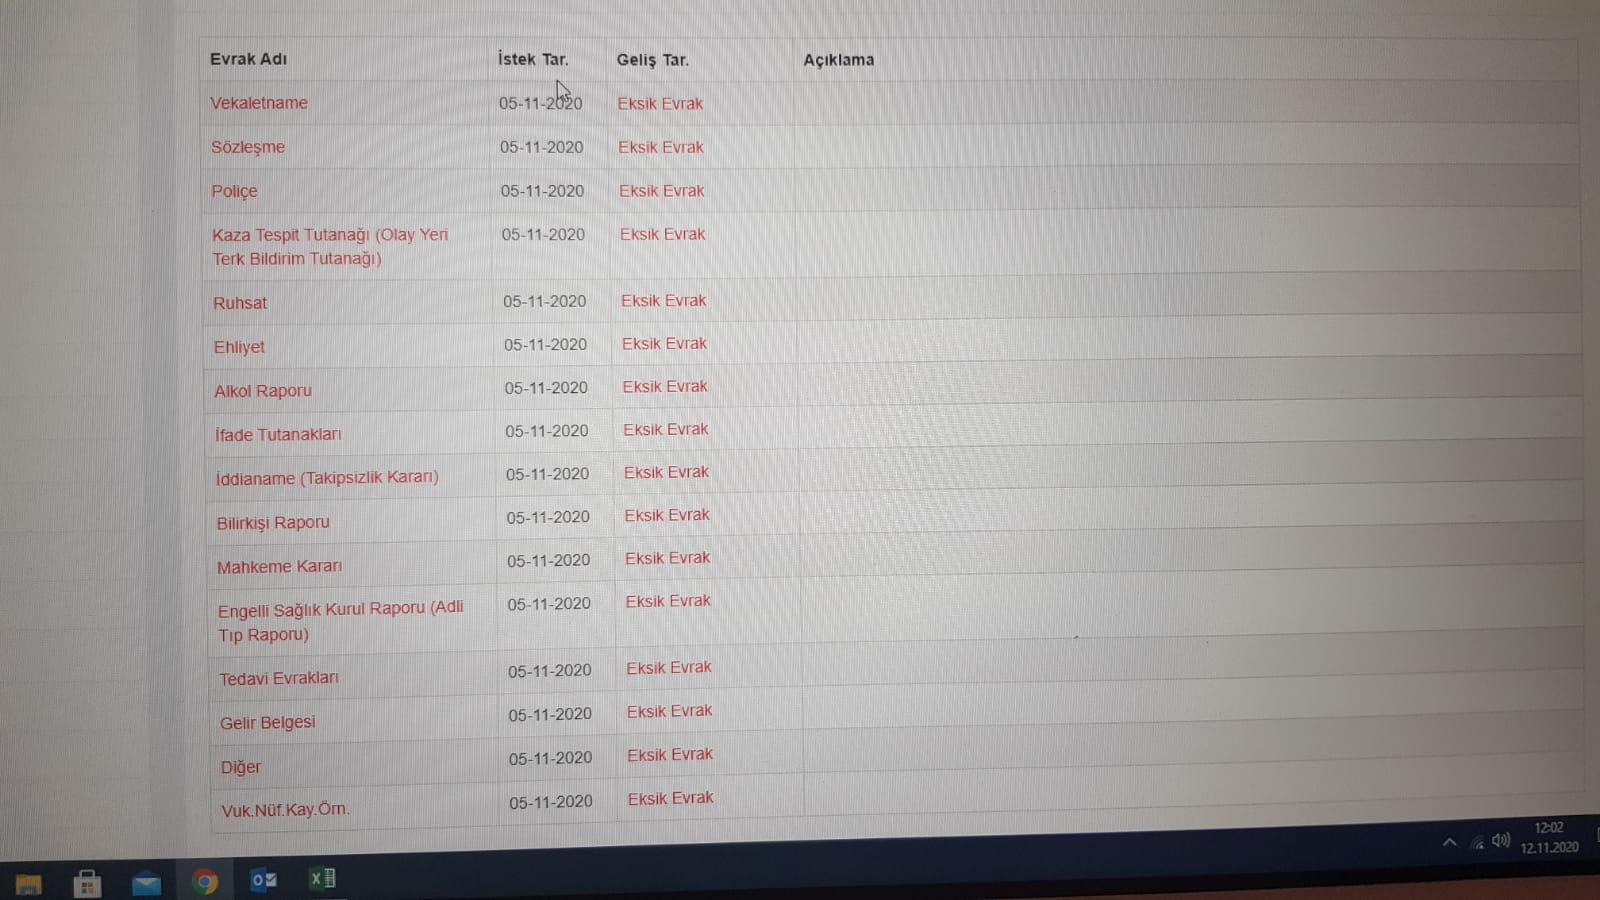 Evrak Adı İstek Tar. Geliş Tar. Açıklama
Vekaletname 05-11-2020 Eksik Evrak
Sözleşme 05-11-2020 Eksik Evrak
Poliçe 05-11-2020 Eksik Evrak
Kaza Tespit Tutanağı (Olay Yeri 05-11-2020 Eksik Evrak
Terk Bildirim Tutanağı)
Ruhsat 05-11-2020 Eksik Evrak
Ehliyet 05-11-2020 Eksik Evrak
Alkol Raporu 05-11-2020 Eksik Evrak
İfade Tutanakları 05-11-2020 Eksik Evrak
İddianame (Takipsizlik Kararı) 05-11-2020 Eksik Evrak
Bilirkişi Raporu 05-11-2020 Eksik Evrak
Mahkeme Kararı 05-11-2020 Eksik Evrak
Engelli Sağlık Kurul Raporu (Adli 05-11-2020 Eksik Evrak
Tıp Raporu)
Tedavi Evrakları 05-11-2020 Eksik Evrak
Gelir Belgesi 05-11-2020 Eksik Evrak
Diğer 05-11-2020 Eksik Evrak
Vuk.Nüf.Kay.Örn. 05-11-2020 Eksik Evrak
12:02
12.11.2020